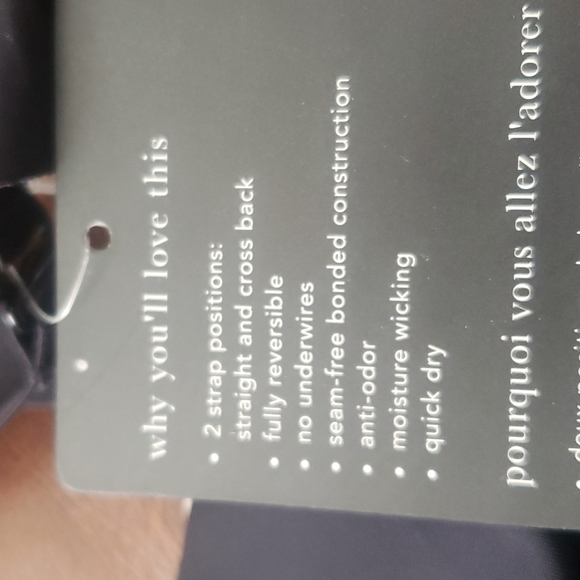 why you'll love this
• 2 strap positions:
straight and cross back
• fully reversible
• no underwires
• seam-free bonded construction
• anti-odor
• moisture wicking
• quick dry
pourquoi vous allez l'adorer